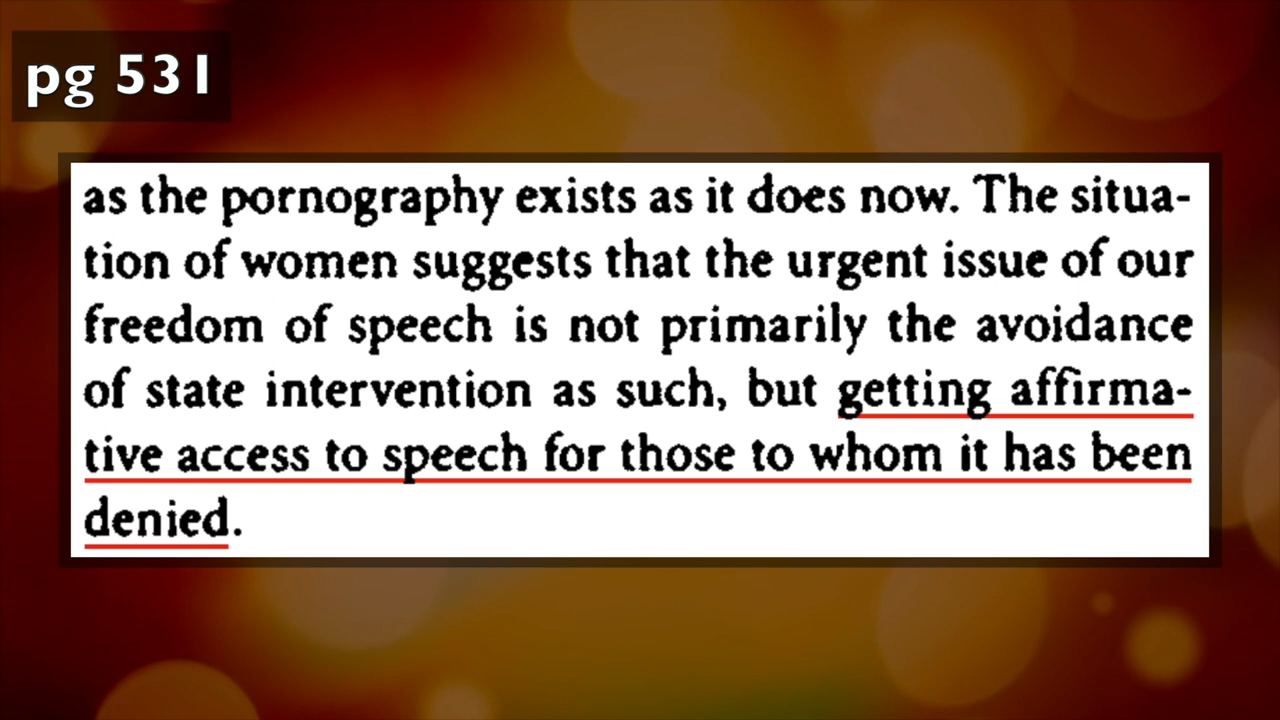 pg 531
as the pornography exists as it does now. The situa-
tion of women suggests that the urgent issue of our
freedom of speech is not primarily the avoidance
of state intervention as such, but getting affirma-
tive access to speech for those to whom it has been
denied.